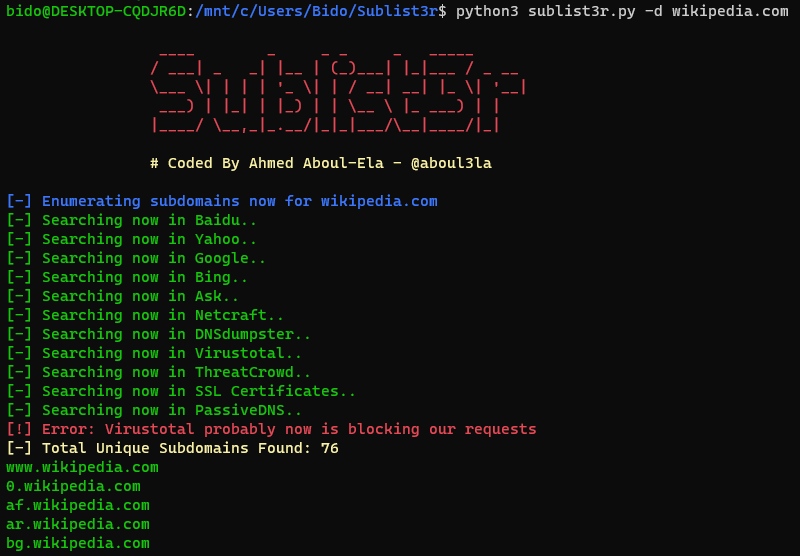 bido@DESKTOP-CQDJR6D:/mnt/c/Users/Bido/Sublist3r$ python3 sublist3r.py -d wikipedia.com
Sublist3r
# Coded By Ahmed Aboul-Ela - @aboul3la
[-] Enumerating subdomains now for wikipedia.com
[-] Searching now in Baidu..
[-] Searching now in Yahoo..
[-] Searching now in Google..
[-] Searching now in Bing..
[-] Searching now in Ask..
[-] Searching now in Netcraft..
[-] Searching now in DNSdumpster..
[-] Searching now in Virustotal..
[-] Searching now in ThreatCrowd..
[-] Searching now in SSL Certificates..
[-] Searching now in PassiveDNS..
[!] Error: Virustotal probably now is blocking our requests
[-] Total Unique Subdomains Found: 76
www.wikipedia.com
0.wikipedia.com
af.wikipedia.com
ar.wikipedia.com
bg.wikipedia.com